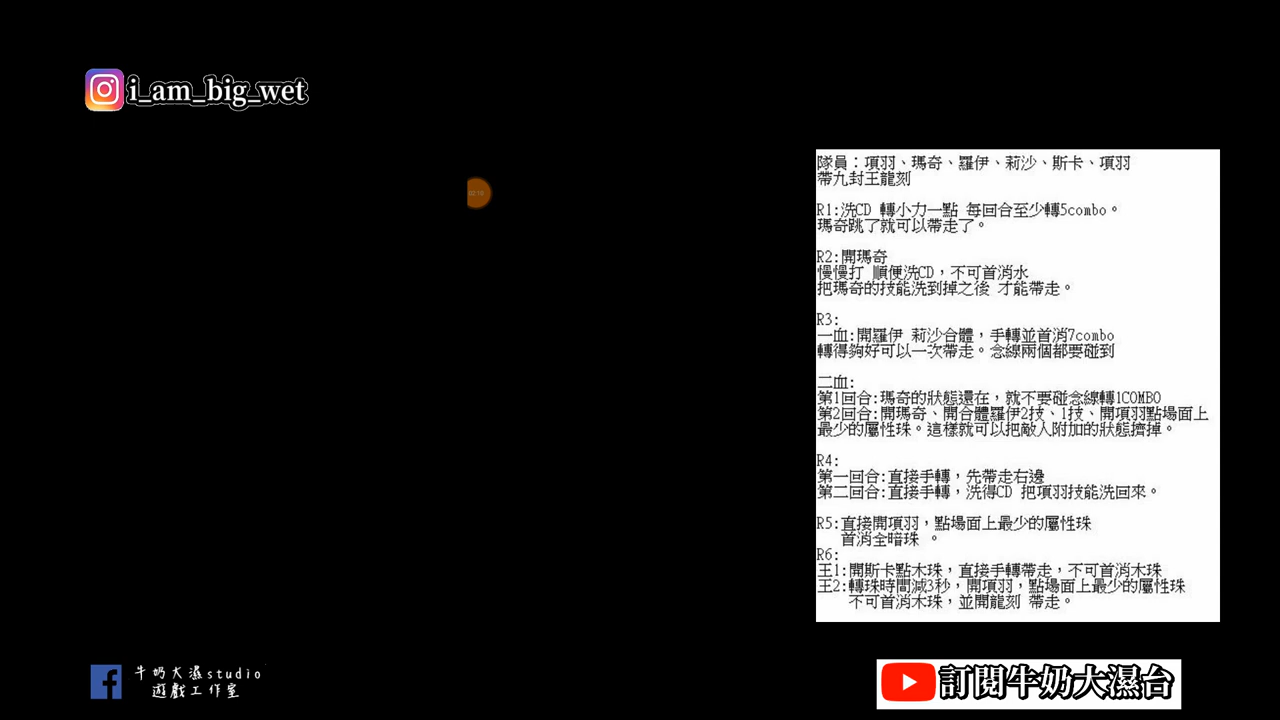 i_am_big_wet
隊員：項羽、瑪奇、羅伊、莉沙、斯卡、項羽
帶九封王龍刻
R1:洗CD 轉小力一點 每回合至少轉5combo。
瑪奇跳了就可以帶走了。
R2:開瑪奇
慢慢打 順便洗CD，不可首消水
把瑪奇的技能洗到掉之後 才能帶走。
R3:
一血:開羅伊 莉沙合體，手轉並首消7combo
轉得夠好可以一次帶走。念線兩個都要碰到
二血:
第1回合:瑪奇的狀態還在，就不要碰念線轉1COMBO
第2回合:開瑪奇、開合體羅伊2技、1技、開項羽點場面上
最少的屬性珠。這樣就可以把敵人附加的狀態擠掉。
R4:
第一回合:直接手轉，先帶走右邊
第二回合:直接手轉，洗得CD 把項羽技能洗回來。
R5:直接開項羽，點場面上最少的屬性珠
首消全暗珠 。
R6:
王1:開斯卡點木珠，直接手轉帶走，不可首消木珠
王2:轉珠時間減3秒，開項羽，點場面上最少的屬性珠
不可首消木珠，並開龍刻 帶走。
牛奶大濕studio
遊戲工作室
訂閱牛奶大濕台